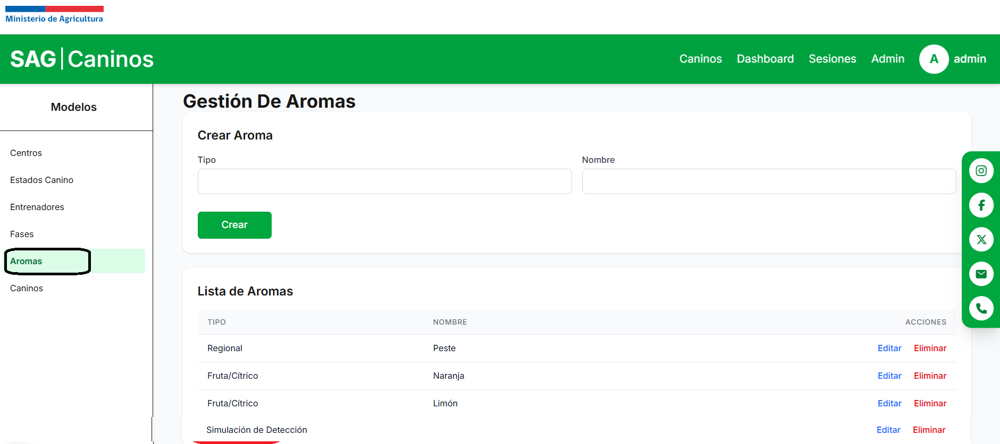 Ministerio de Agricultura
SAG|Caninos
Caninos Dashboard Sesiones Admin A admin
Modelos
Centros
Estados Canino
Entrenadores
Fases
Aromas
Caninos
Gestión De Aromas
Crear Aroma
Tipo Nombre
Crear
Lista de Aromas
TIPO NOMBRE ACCIONES
Regional Peste Editar Eliminar
Fruta/Cítrico Naranja Editar Eliminar
Fruta/Cítrico Limón Editar Eliminar
Simulación de Detección Editar Eliminar